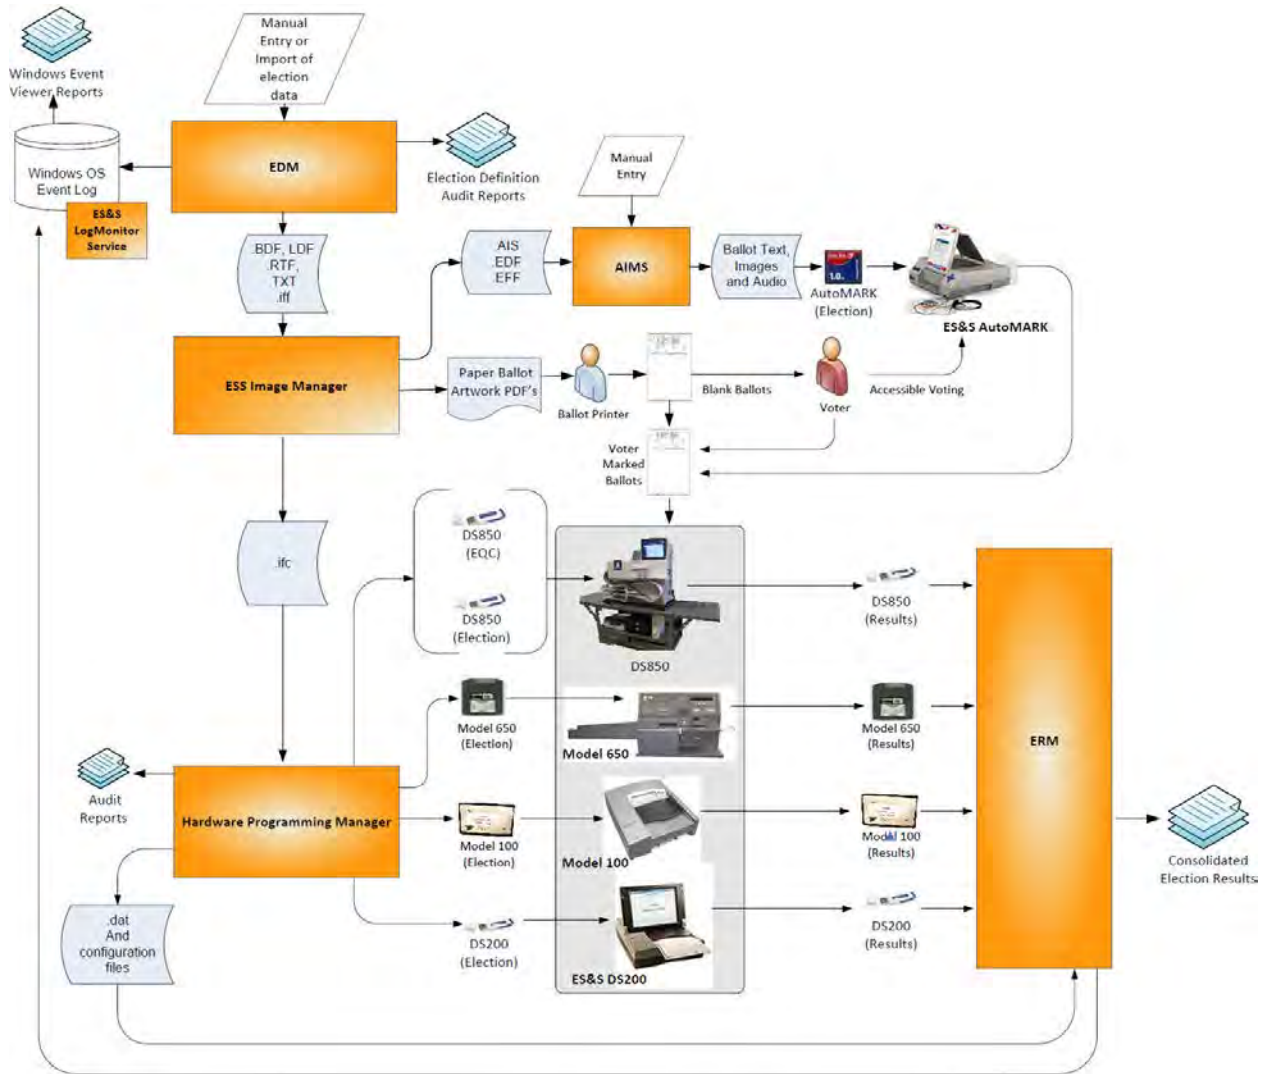 Manual
Entry or
Import of
election
data
Windows Event
Viewer Reports
EDM
Windows OS
Event Log
ES&S
LogMonitor
Service
Election Definition
Audit Reports
Manual
Entry
.BDF, LDF
.RTF,
.TXT
.iff
.AIS
.EDF
.EFF
AIMS
Ballot Text,
Images
and Audio
AutoMARK
(Election)
ES&S AutoMARK
ESS Image Manager
Paper Ballot
Artwork PDF's
Ballot Printer
Blank Ballots
Voter
Accessible Voting
Voter
Marked
Ballots
.ifc
DS850
(EQC)
DS850
(Election)
DS850
DS850
(Results)
Model 650
(Election)
Model 650
Model 650
(Results)
ERM
Audit
Reports
Hardware Programming Manager
Model 100
(Election)
Model 100
Model 100
(Results)
Consolidated
Election Results
.dat
And
configuration
files
DS200
(Election)
ES&S DS200
DS200
(Results)